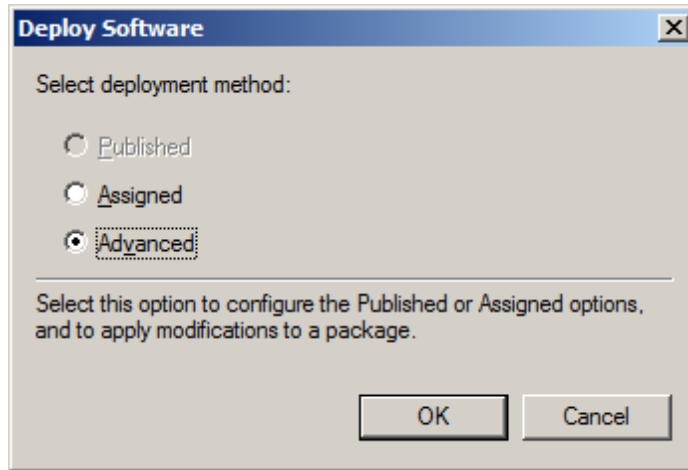 Deploy Software
Select deployment method:
Published
Assigned
Advanced
Select this option to configure the Published or Assigned options,
and to apply modifications to a package.
OK
Cancel